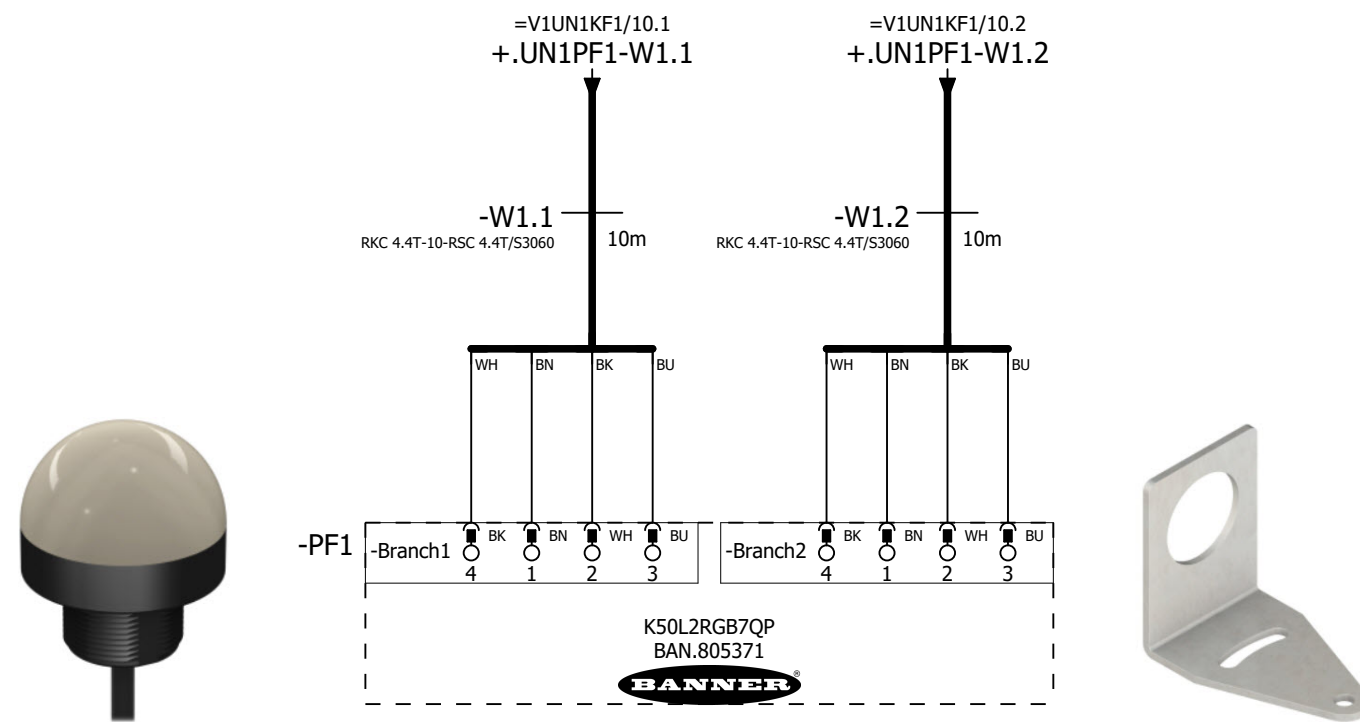 =V1UN1KF1/10.1
+.UN1PF1-W1.1
=V1UN1KF1/10.2
+.UN1PF1-W1.2
-W1.1
RKC 4.4T-10-RSC 4.4T/S3060
10m
-W1.2
RKC 4.4T-10-RSC 4.4T/S3060
10m
WH BN BK BU
WH BN BK BU
-PF1
-Branch1
BK BN WH BU
4 1 2 3
-Branch2
BK BN WH BU
4 1 2 3
K50L2RGB7QP
BAN.805371
BANNER®